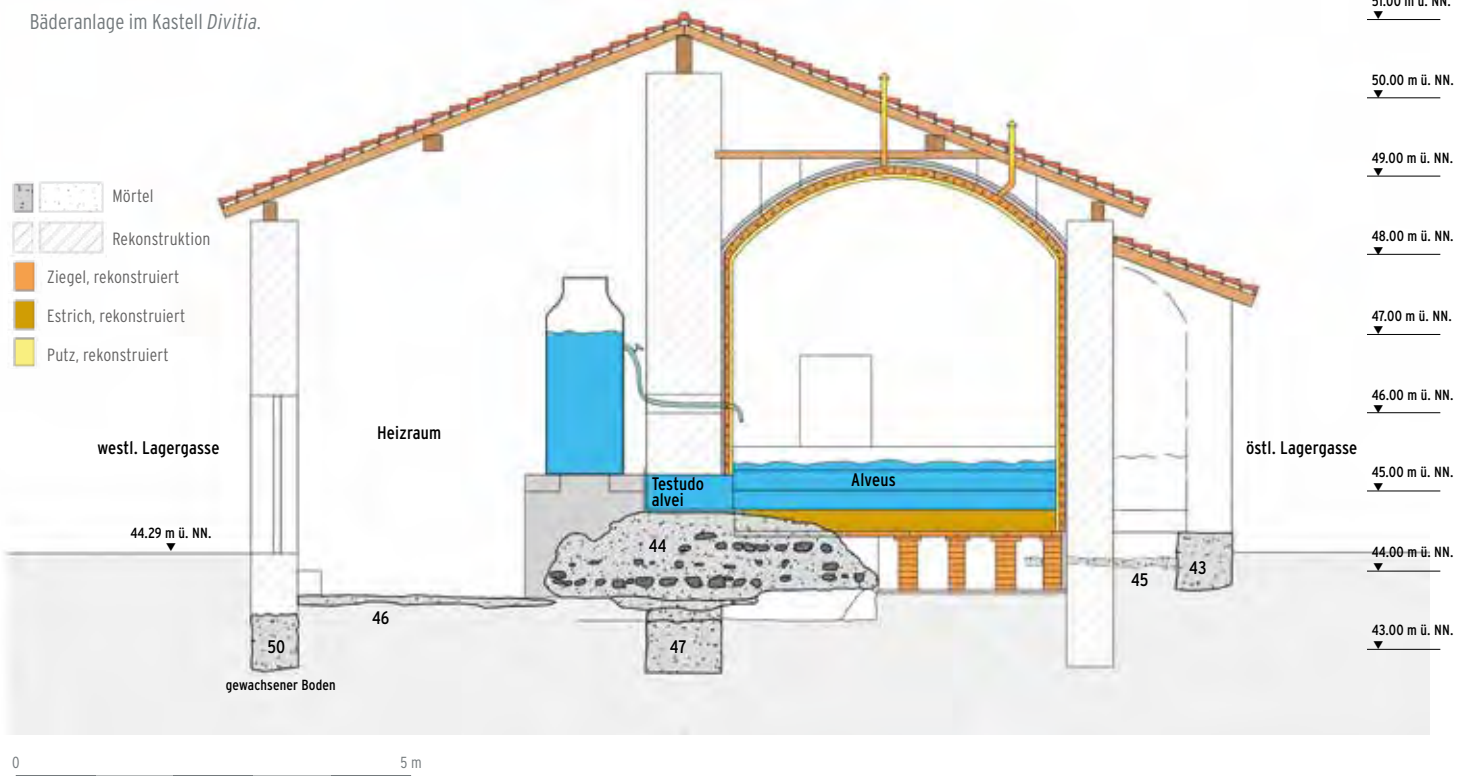 Bäderanlage im Kastell Divitia.
51.00 m ü. NN.
50.00 m ü. NN.
49.00 m ü. NN.
48.00 m ü. NN.
47.00 m ü. NN.
46.00 m ü. NN.
45.00 m ü. NN.
44.00 m ü. NN.
43.00 m ü. NN.
Mörtel
Rekonstruktion
Ziegel, rekonstruiert
Estrich, rekonstruiert
Putz, rekonstruiert
westl. Lagergasse
Heizraum
östl. Lagergasse
Testudo
alvei
Alveus
44.29 m ü. NN.
44
45
43
46
50
47
gewachsener Boden
0
5 m